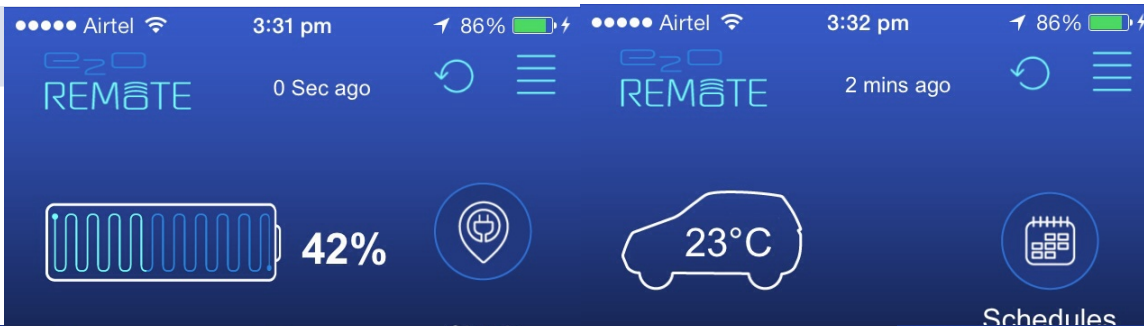 Airtel 3:31 pm 86%
e2o
REMOTE
0 Sec ago
42%
Airtel 3:32 pm 86%
e2o
REMOTE
2 mins ago
23°C
Schedules